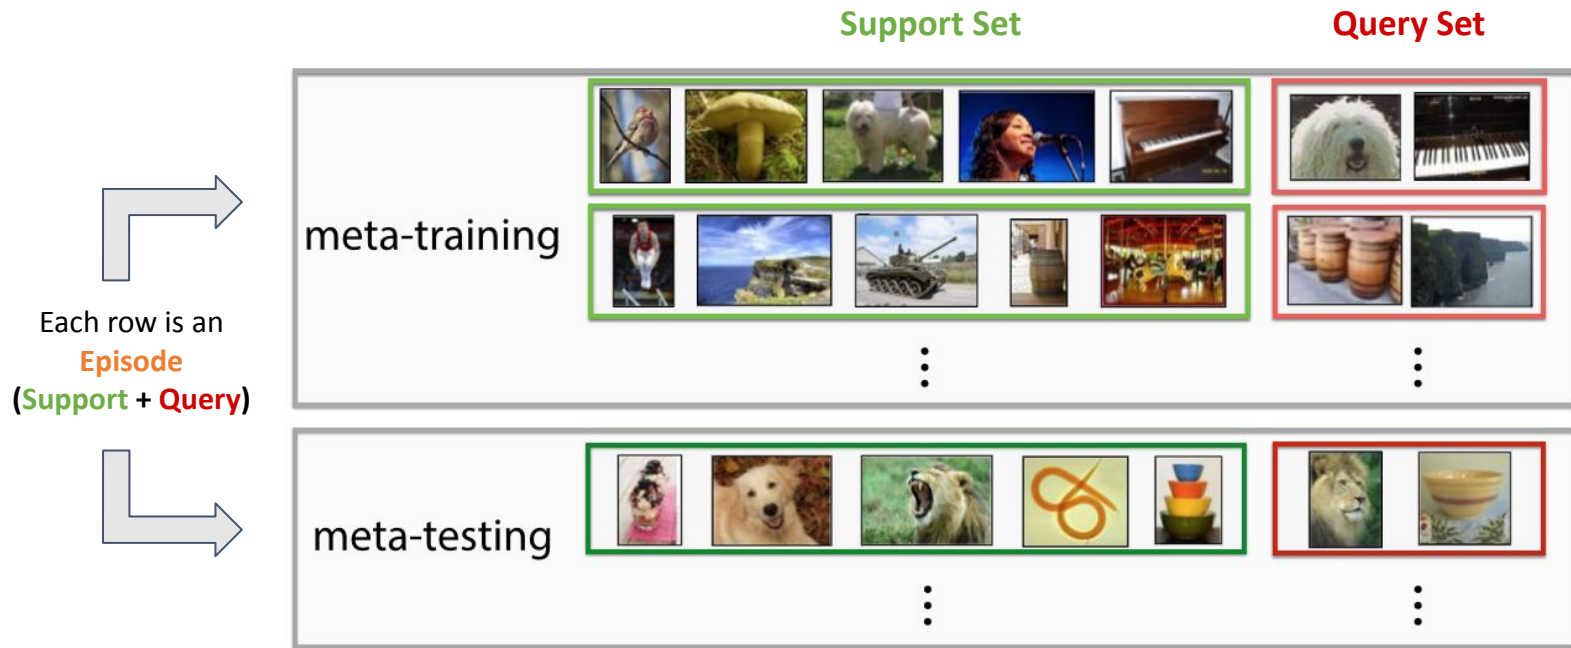 Support Set
Query Set
meta-training
Each row is an
Episode
(Support + Query)
meta-testing